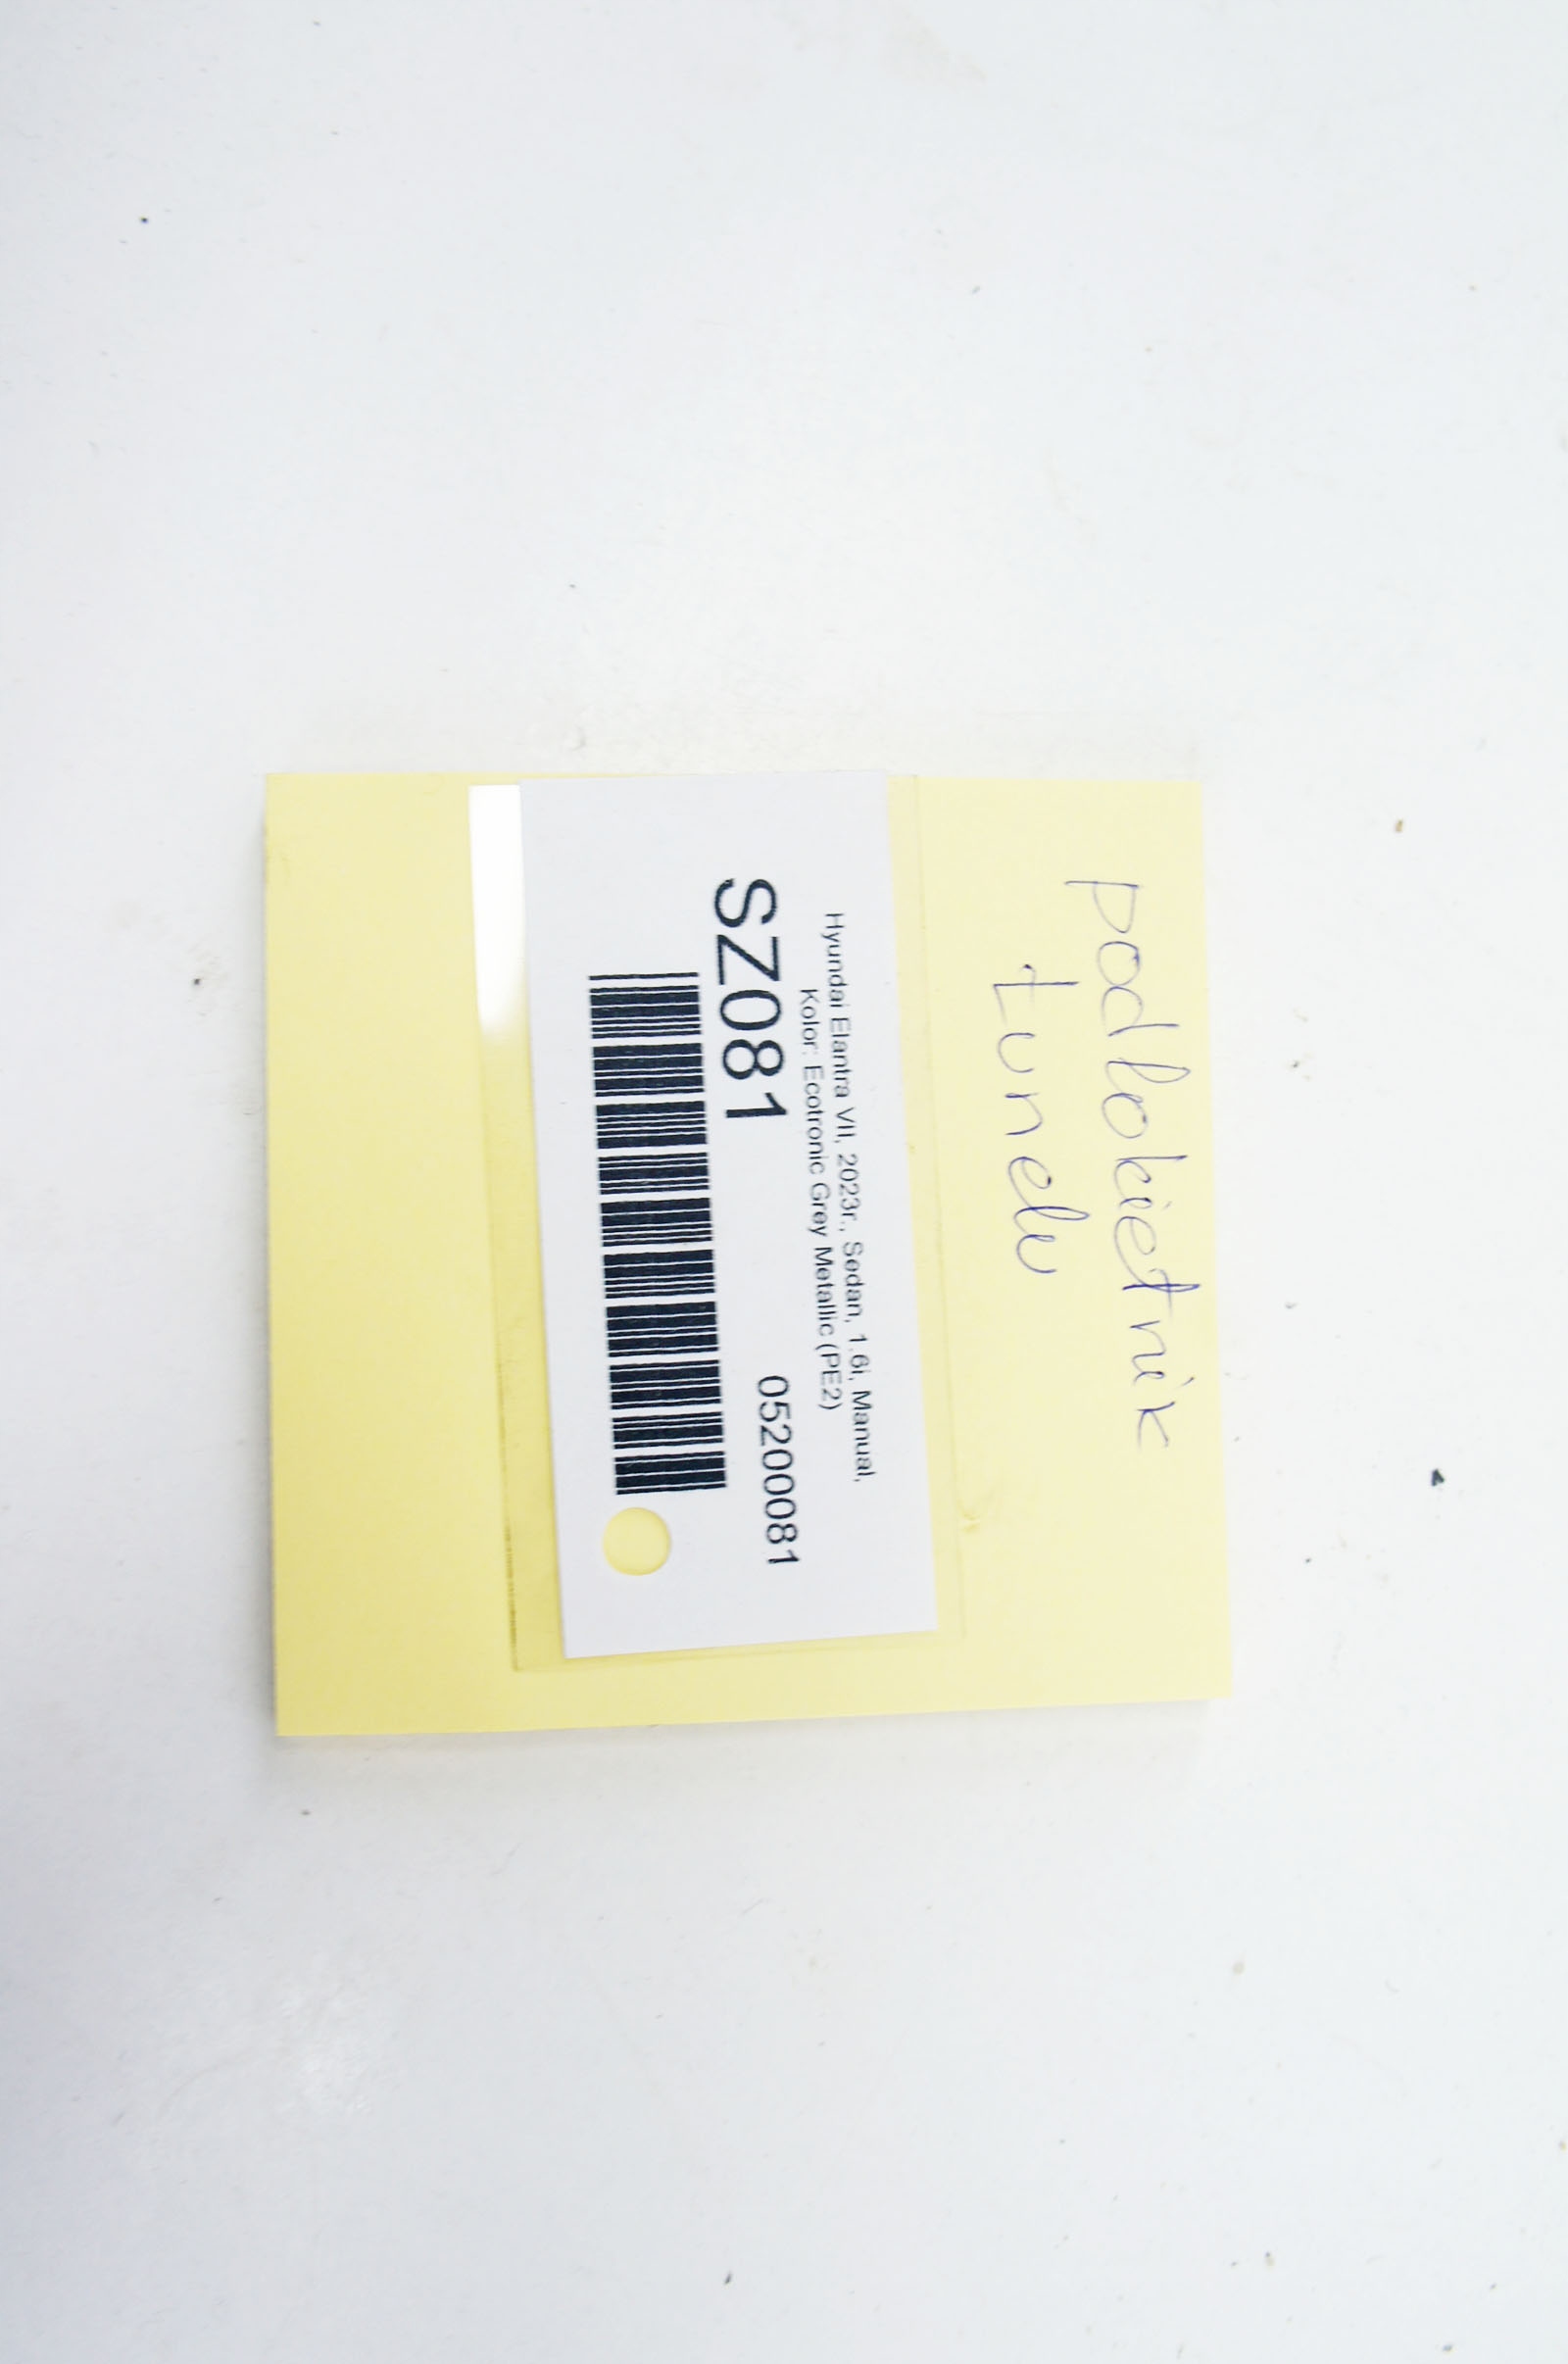 podłokietnik
tunelu
Hyundai Elantra VII, 2023r., Sedan, 1.6i, Manual,
Kolor: Ecotronic Grey Metallic (PE2)
SZ081 05200081